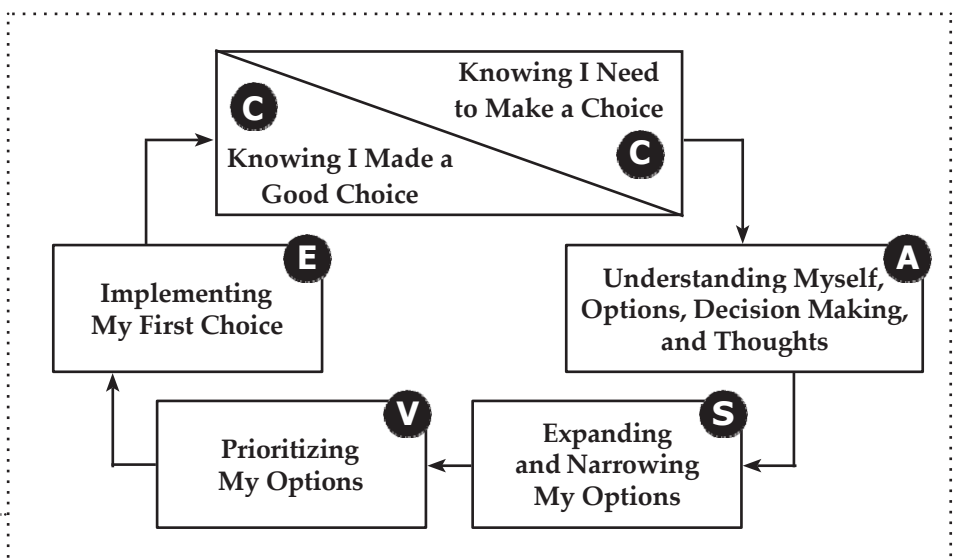 Knowing I Need
to Make a Choice
C
C
Knowing I Made a
Good Choice
E
Implementing
My First Choice
A
Understanding Myself,
Options, Decision Making,
and Thoughts
V
Prioritizing
My Options
S
Expanding
and Narrowing
My Options